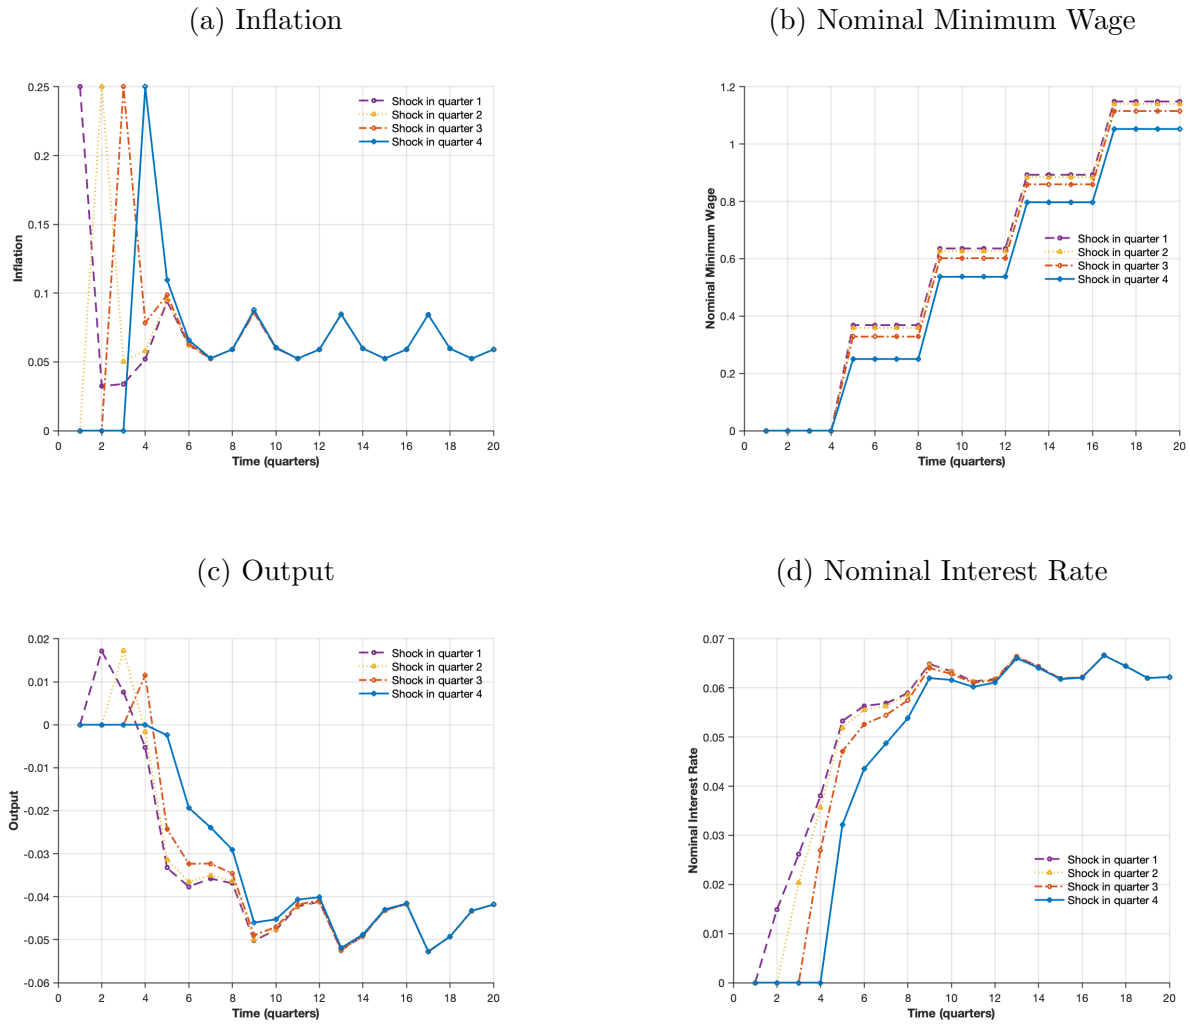 (a) Inflation
(b) Nominal Minimum Wage
0.25
0.2
0.15
0.1
0.05
0
0
2
4
6
8
10
12
14
16
18
20
Inflation
Time (quarters)
Shock in quarter 1
Shock in quarter 2
Shock in quarter 3
Shock in quarter 4
1.2
1
0.8
0.6
0.4
0.2
0
0
2
4
6
8
10
12
14
16
18
20
Nominal Minimum Wage
Time (quarters)
Shock in quarter 1
Shock in quarter 2
Shock in quarter 3
Shock in quarter 4
(c) Output
(d) Nominal Interest Rate
0.02
0.01
0
-0.01
-0.02
-0.03
-0.04
-0.05
-0.06
0
2
4
6
8
10
12
14
16
18
20
Output
Time (quarters)
Shock in quarter 1
Shock in quarter 2
Shock in quarter 3
Shock in quarter 4
0.07
0.06
0.05
0.04
0.03
0.02
0.01
0
0
2
4
6
8
10
12
14
16
18
20
Nominal Interest Rate
Time (quarters)
Shock in quarter 1
Shock in quarter 2
Shock in quarter 3
Shock in quarter 4